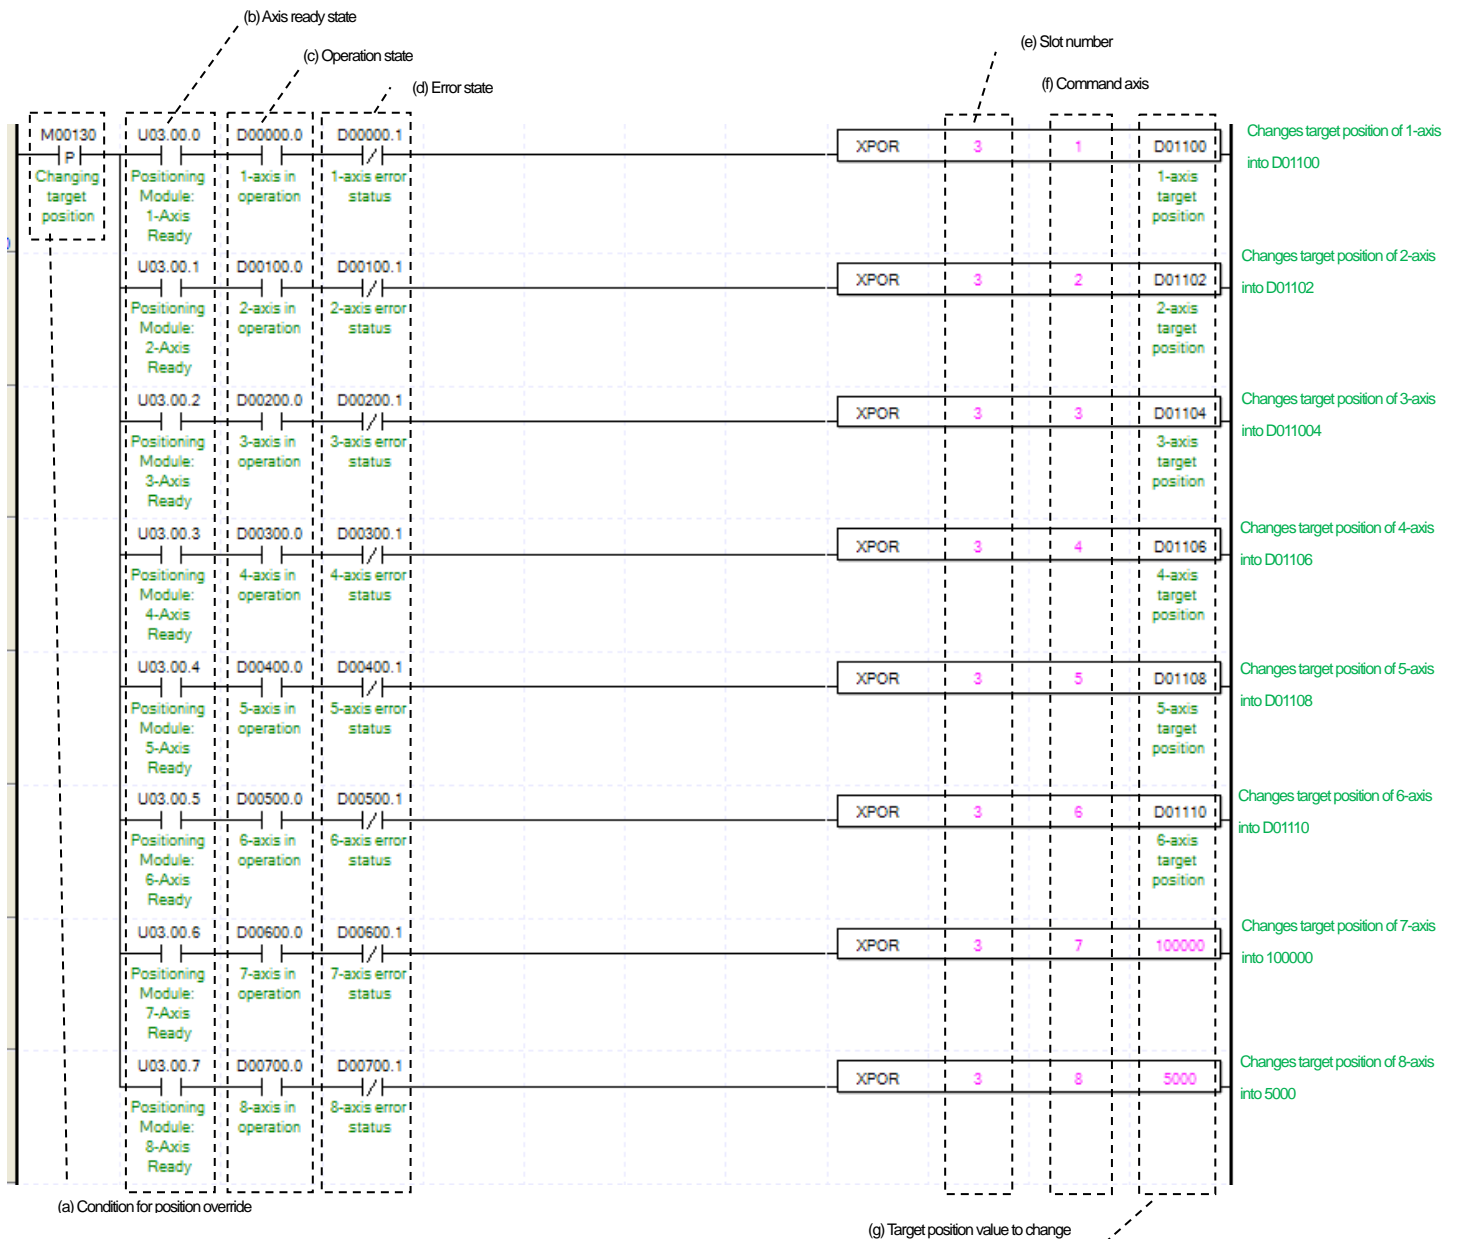 (b) Axis ready state
(c) Operation state
(d) Error state
(e) Slot number
(f) Command axis
M00130
P
Changing
target
position
U03.00.0 D00000.0 D00000.1
Positioning
Module:
1-Axis
Ready
1-axis in
operation
1-axis error
status
XPOR 3 1 D01100
1-axis
target
position
Changes target position of 1-axis
into D01100
U03.00.1 D00100.0 D00100.1
Positioning
Module:
2-Axis
Ready
2-axis in
operation
2-axis error
status
XPOR 3 2 D01102
2-axis
target
position
Changes target position of 2-axis
into D01102
U03.00.2 D00200.0 D00200.1
Positioning
Module:
3-Axis
Ready
3-axis in
operation
3-axis error
status
XPOR 3 3 D01104
3-axis
target
position
Changes target position of 3-axis
into D011004
U03.00.3 D00300.0 D00300.1
Positioning
Module:
4-Axis
Ready
4-axis in
operation
4-axis error
status
XPOR 3 4 D01106
4-axis
target
position
Changes target position of 4-axis
into D01106
U03.00.4 D00400.0 D00400.1
Positioning
Module:
5-Axis
Ready
5-axis in
operation
5-axis error
status
XPOR 3 5 D01108
5-axis
target
position
Changes target position of 5-axis
into D01108
U03.00.5 D00500.0 D00500.1
Positioning
Module:
6-Axis
Ready
6-axis in
operation
6-axis error
status
XPOR 3 6 D01110
6-axis
target
position
Changes target position of 6-axis
into D01110
U03.00.6 D00600.0 D00600.1
Positioning
Module:
7-Axis
Ready
7-axis in
operation
7-axis error
status
XPOR 3 7 100000
Changes target position of 7-axis
into 100000
U03.00.7 D00700.0 D00700.1
Positioning
Module:
8-Axis
Ready
8-axis in
operation
8-axis error
status
XPOR 3 8 5000
Changes target position of 8-axis
into 5000
(a) Condition for position override
(g) Target position value to change